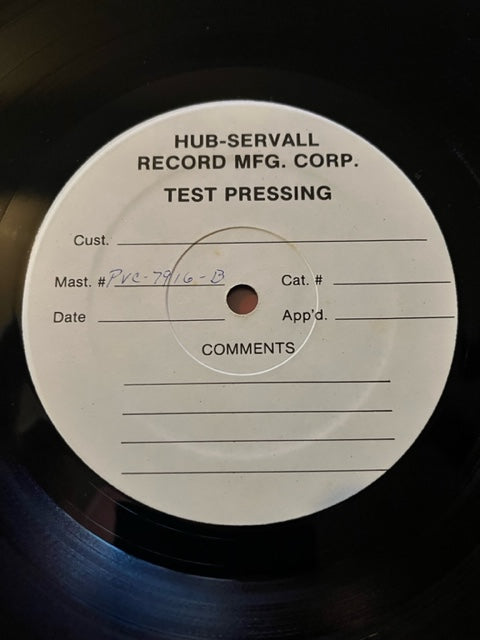 HUB-SERVALL
RECORD MFG. CORP.
TEST PRESSING
Cust.
Mast. # PVC-7916-B Cat. #
Date App'd.
COMMENTS